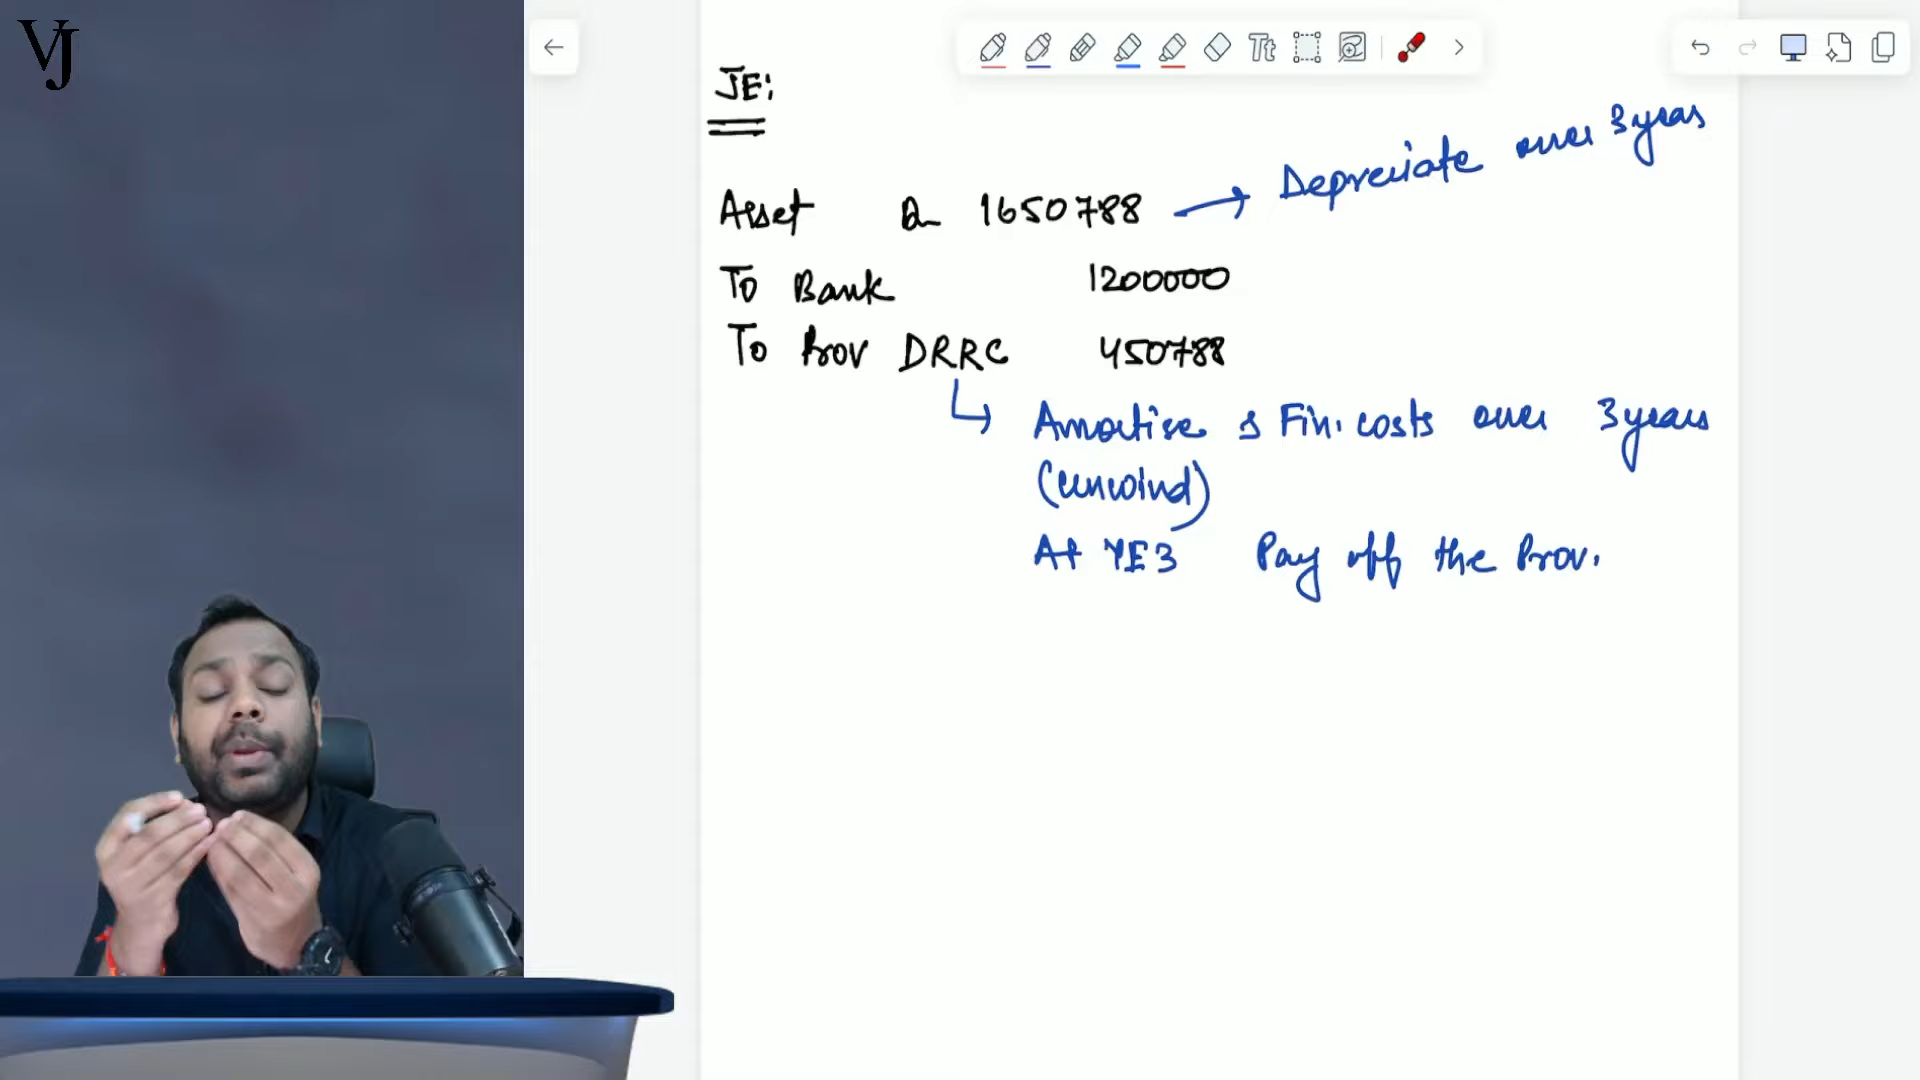 VJ
JE:
Asset Dr 1650788 → Depreciate over 3 years
To Bank 1200000
To Prov DRRC 450788
Amortise & Fin. costs over 3 years
(unwind)
At YE3 Pay off the Prov.
Tt